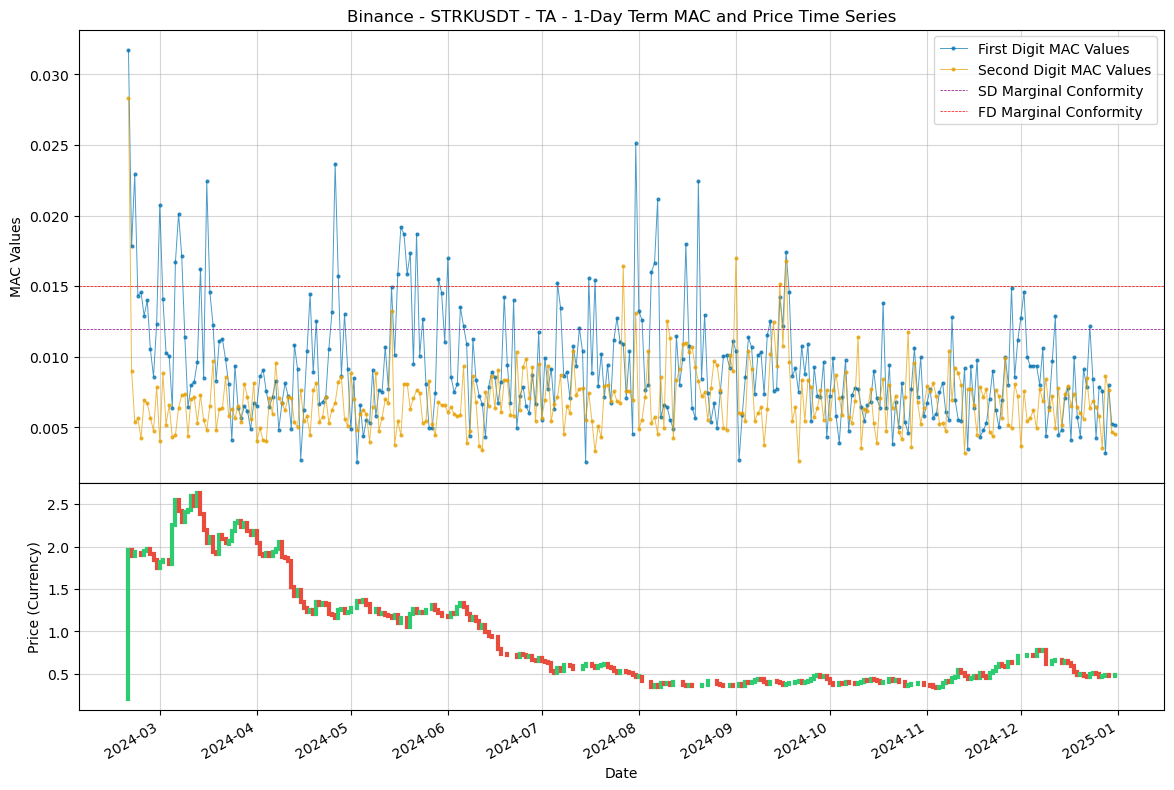 Binance - STRKUSDT - TA - 1-Day Term MAC and Price Time Series
First Digit MAC Values
Second Digit MAC Values
SD Marginal Conformity
FD Marginal Conformity
MAC Values
0.030
0.025
0.020
0.015
0.010
0.005
Price (Currency)
2.5
2.0
1.5
1.0
0.5
2024-03
2024-04
2024-05
2024-06
2024-07
2024-08
2024-09
2024-10
2024-11
2024-12
2025-01
Date